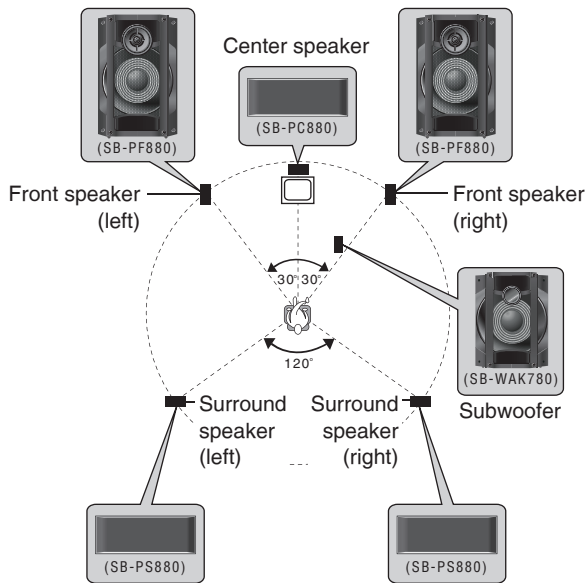 Center speaker
(SB-PF880)
(SB-PC880)
(SB-PF880)
Front speaker
(left)
Front speaker
(right)
30° 30°
120°
(SB-WAK780)
Subwoofer
Surround
speaker
(left)
Surround
speaker
(right)
(SB-PS880)
(SB-PS880)